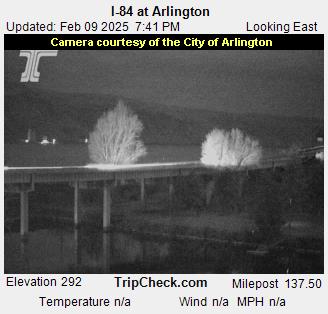 I-84 at Arlington
Updated: Feb 09 2025 7:41 PM Looking East
Camera courtesy of the City of Arlington
Elevation 292 TripCheck.com Milepost 137.50
Temperature n/a Wind n/a MPH n/a